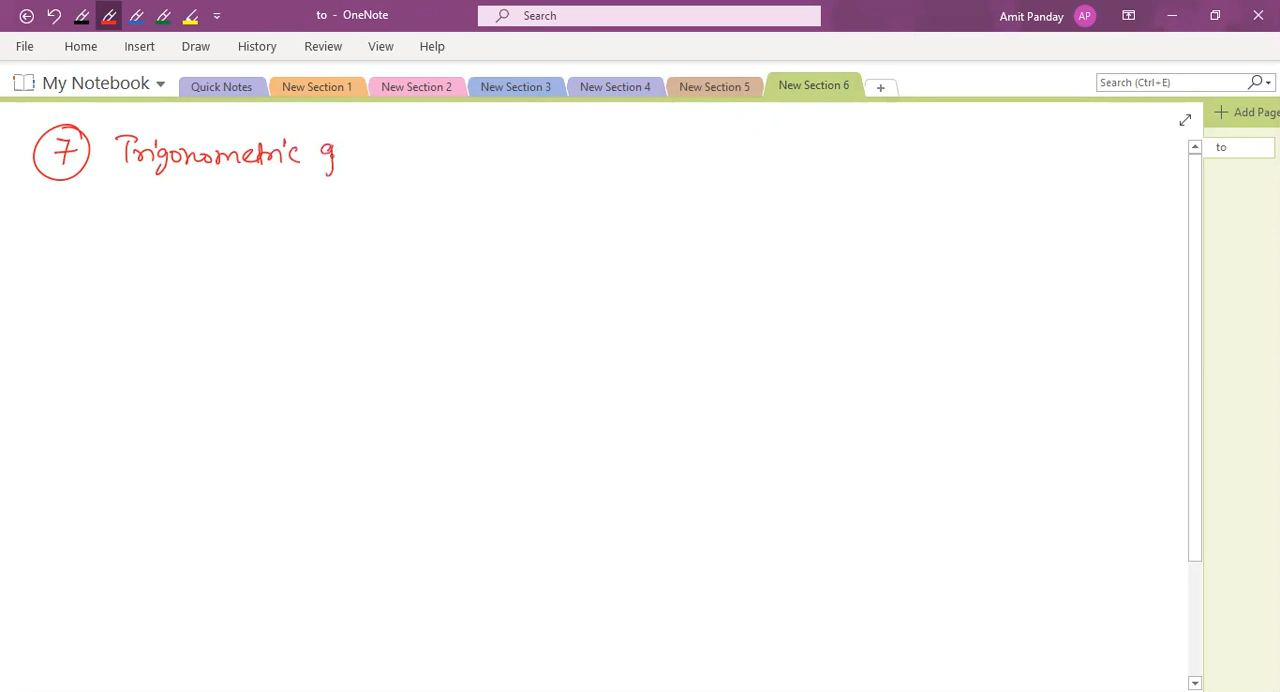 to - OneNote
Search
Amit Panday AP
File Home Insert Draw History Review View Help
My Notebook Quick Notes New Section 1 New Section 2 New Section 3 New Section 4 New Section 5 New Section 6 +
Search (Ctrl+E)
Add Page
to
7 Trigonometric g